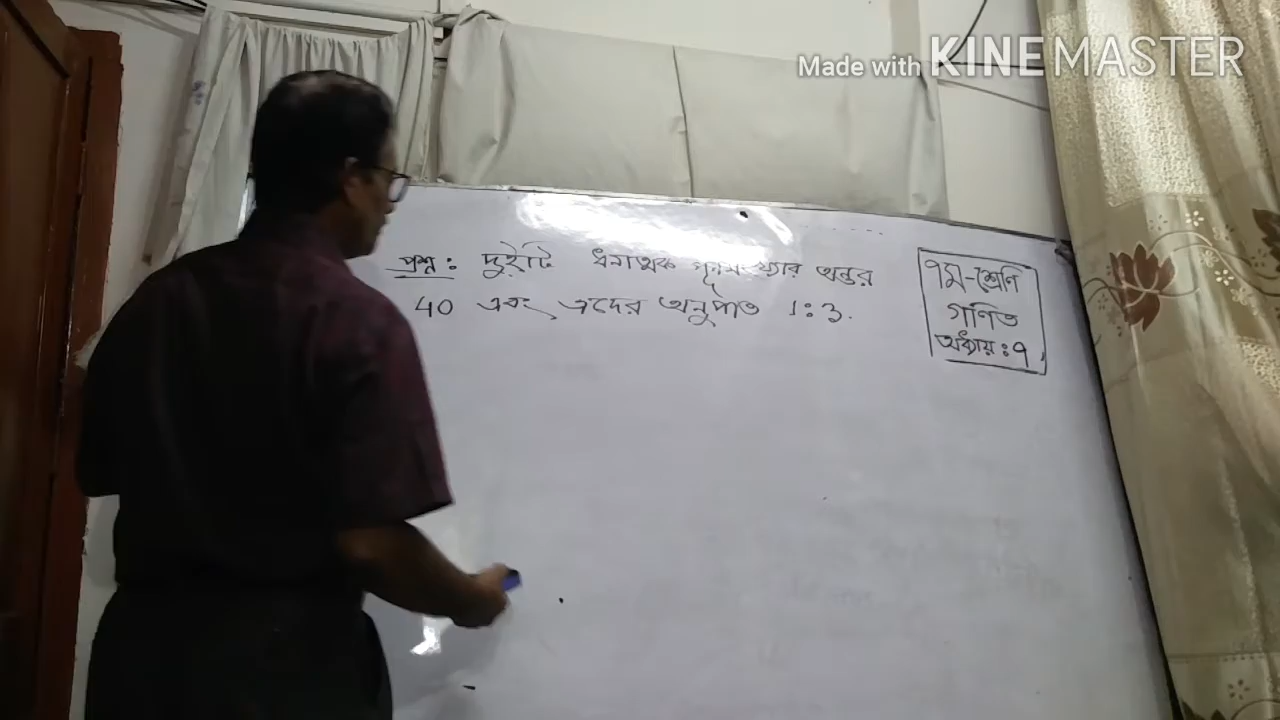 Made with KINEMASTER
প্রশ্ন : দুইটি ধনাত্মক পূর্ণসংখ্যার অন্তর
40 এবং এদের অনুপাত 1:3.
৭ম-শ্রেণি
গণিত
অধ্যায় : ৭